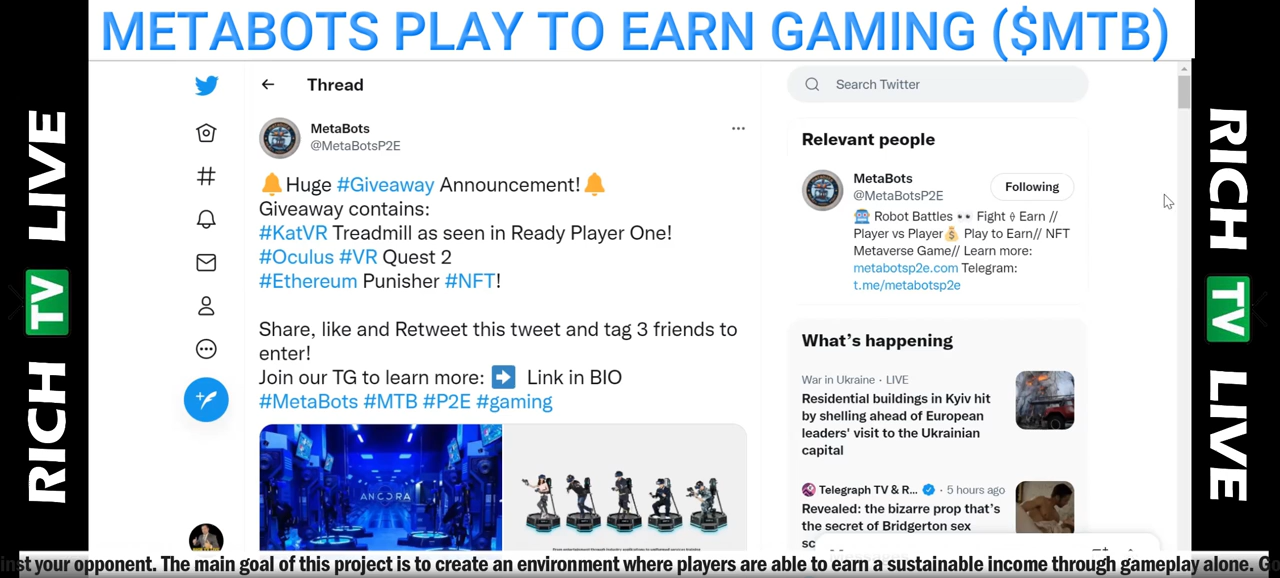 METABOTS PLAY TO EARN GAMING ($MTB)
RICH TV LIVE
Thread
Search Twitter
MetaBots
@MetaBotsP2E
🔔Huge #Giveaway Announcement!🔔
Giveaway contains:
#KatVR Treadmill as seen in Ready Player One!
#Oculus #VR Quest 2
#Ethereum Punisher #NFT!
Share, like and Retweet this tweet and tag 3 friends to
enter!
Join our TG to learn more: ➡️ Link in BIO
#MetaBots #MTB #P2E #gaming
ANCORA
Relevant people
MetaBots
@MetaBotsP2E
Following
🤖 Robot Battles 👀 Fight Earn //
Player vs Player💰 Play to Earn// NFT
Metaverse Game// Learn more:
metabotsp2e.com Telegram:
t.me/metabotsp2e
What's happening
War in Ukraine · LIVE
Residential buildings in Kyiv hit
by shelling ahead of European
leaders' visit to the Ukrainian
capital
Telegraph TV & R... · 5 hours ago
Revealed: the bizarre prop that's
the secret of Bridgerton sex
RICH TV LIVE
your opponent. The main goal of this project is to create an environment where players are able to earn a sustainable income through gameplay alone.